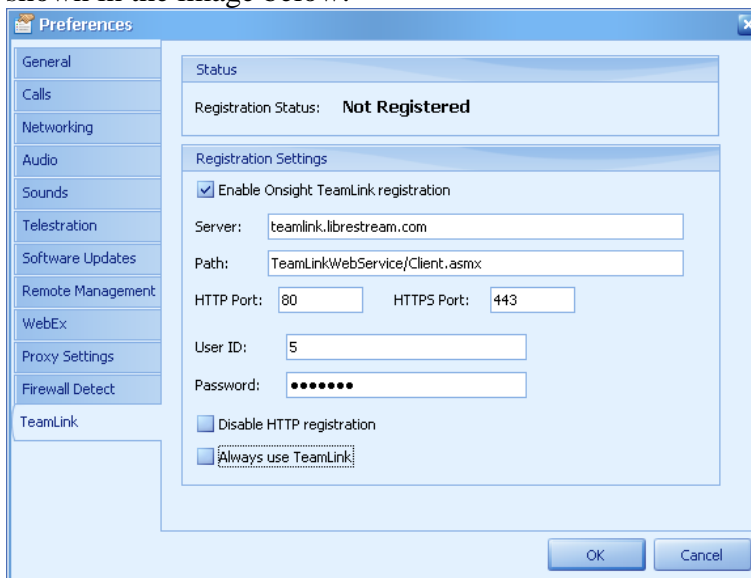 shown in the image below.
Preferences
General
Calls
Networking
Audio
Sounds
Telestration
Software Updates
Remote Management
WebEx
Proxy Settings
Firewall Detect
TeamLink
Status
Registration Status: Not Registered
Registration Settings
Enable Onsight TeamLink registration
Server: teamlink.librestream.com
Path: TeamLinkWebService/Client.asmx
HTTP Port: 80 HTTPS Port: 443
User ID: 5
Password: •••••••
Disable HTTP registration
Always use TeamLink
OK Cancel